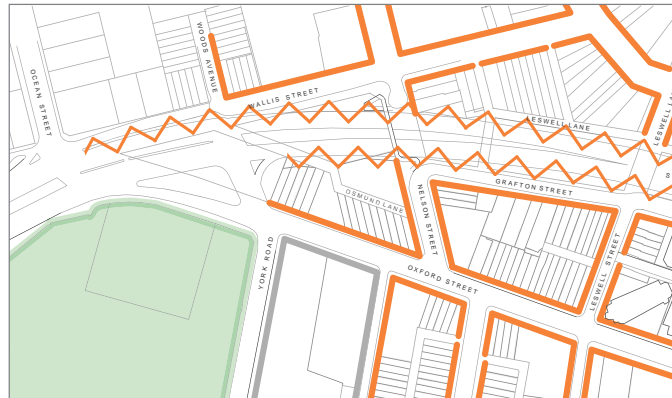 WOODS AVENUE
OCEAN STREET
WALLIS STREET
LESWELL LANE
LESWELL LA
S
GRAFTON STREET
OSMUND LANE
NELSON STREET
YORK ROAD
OXFORD STREET
LESWELL STREET